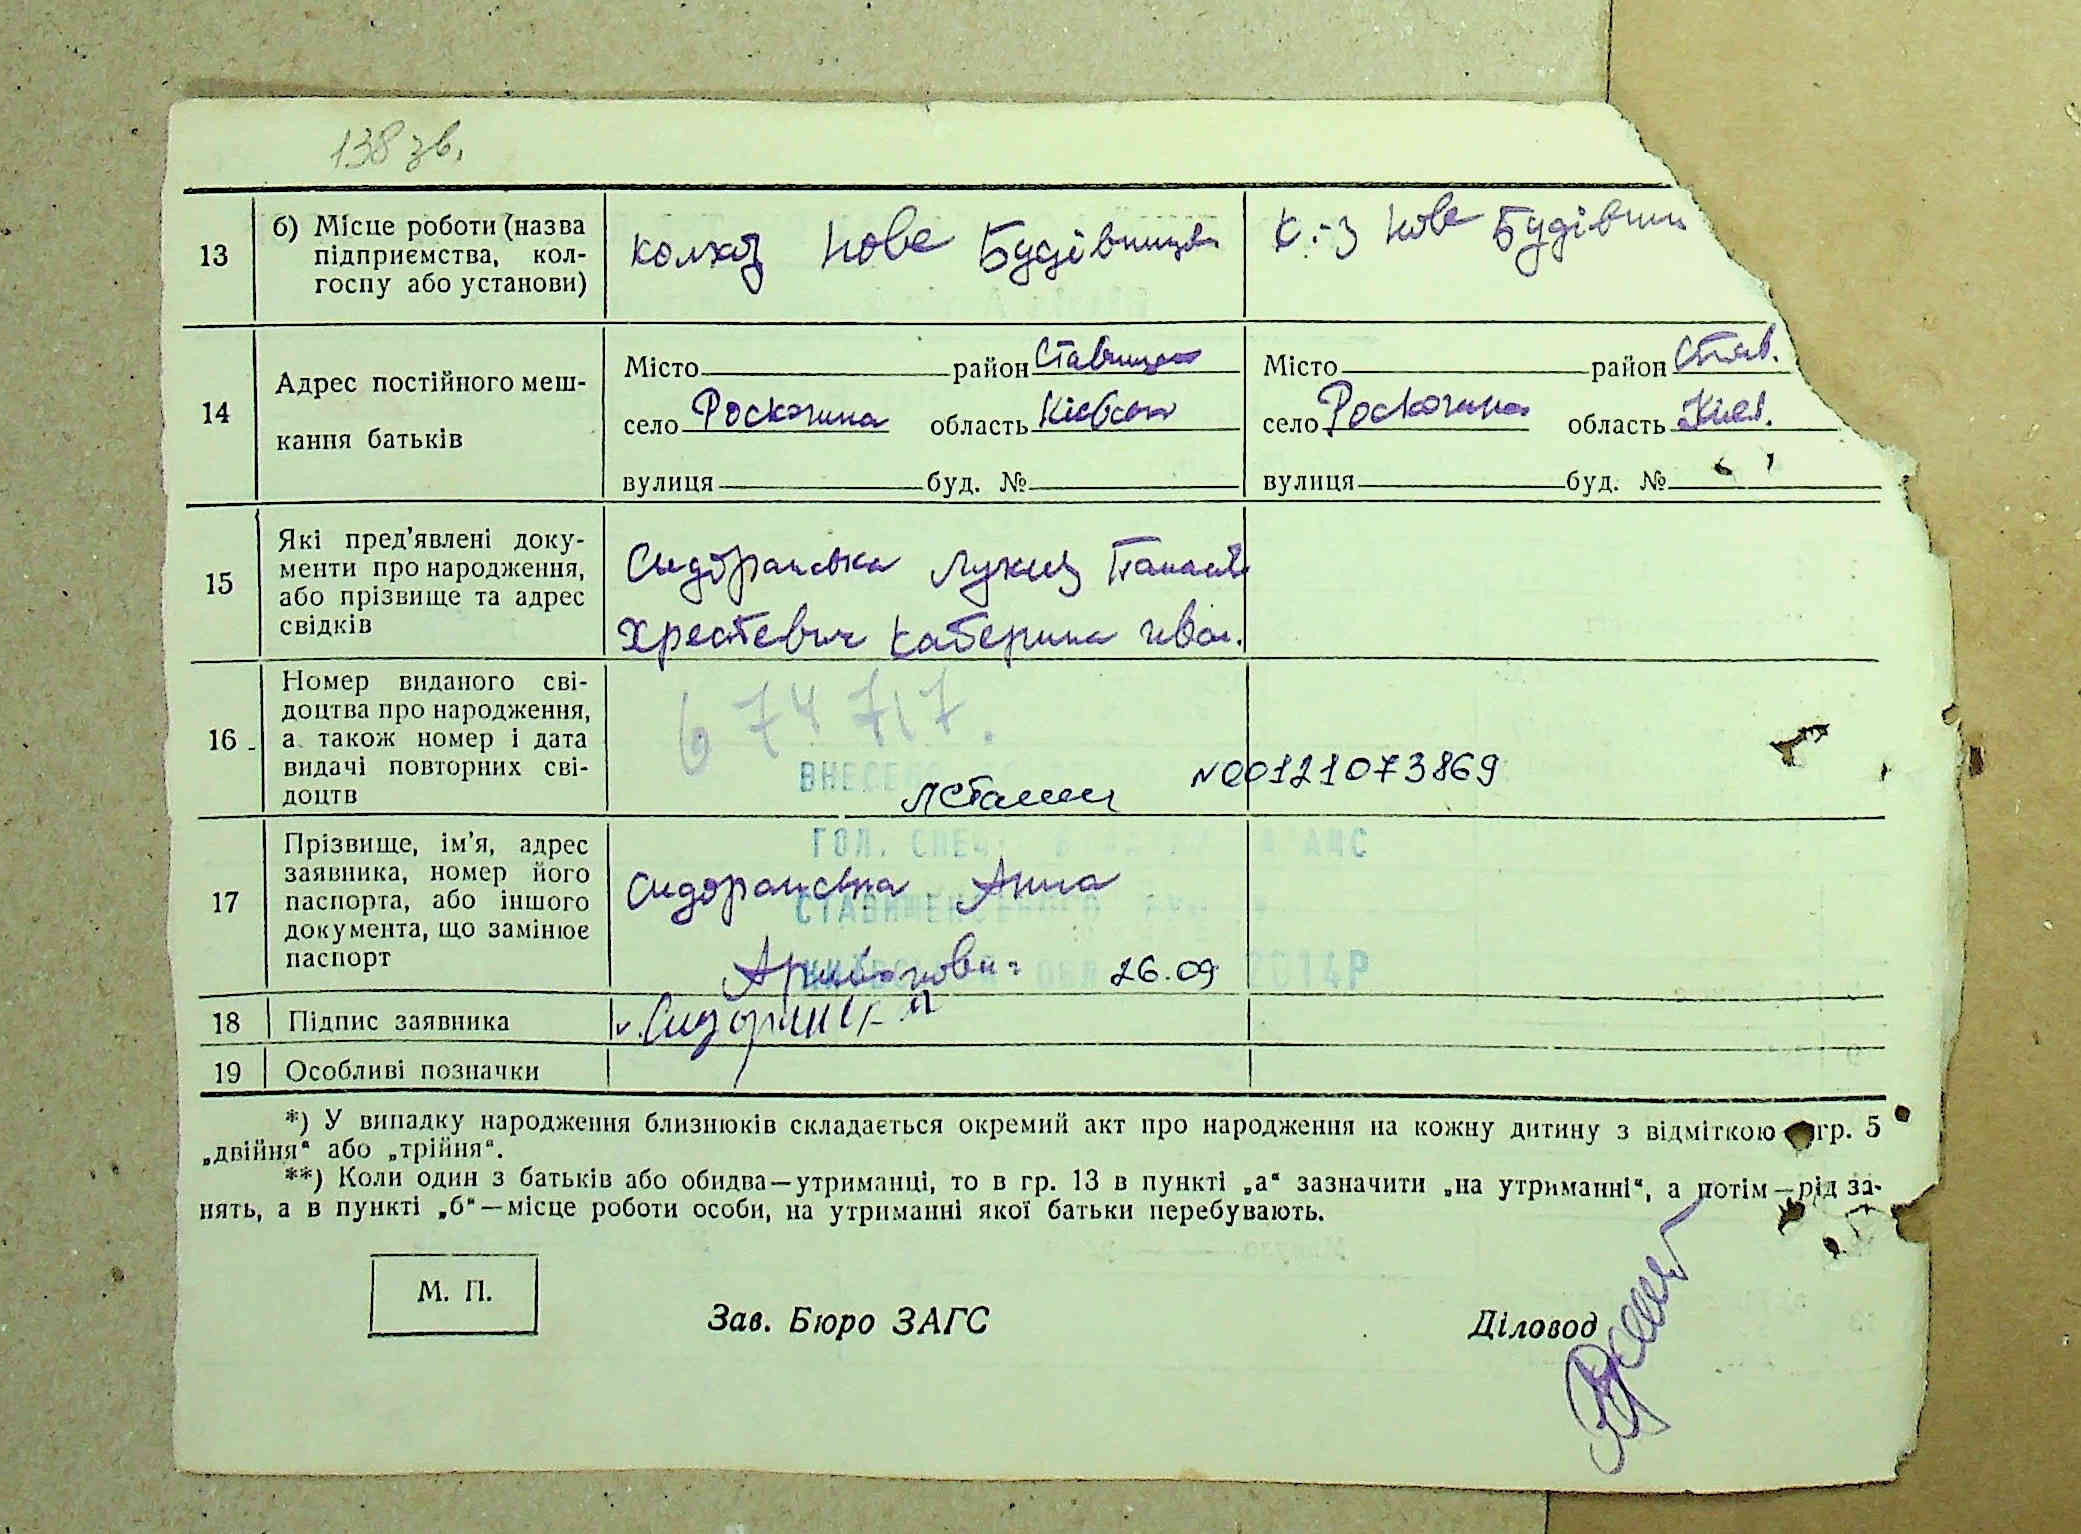 138 зв.
13 б) Місце роботи (назва
підприємства, кол-
госпу або установи)
колхоз Нове Будівниц
К-з Нове Будівни
14 Адрес постійного меш-
кання батьків
Місто район Ставищан
село Роскошна область Київськ
вулиця буд. №
Місто район Став.
село Роскошна область Київ.
вулиця буд. №
15 Які пред'явлені доку-
менти про народження,
або прізвище та адрес
свідків
Сидоранська Панас
Хрестевич Катерина Іван.
16 Номер виданого сві-
доцтва про народження,
а також номер і дата
видачі повторних сві-
доцтв
674717.
ВНЕСЕНО
№00121073869
17 Прізвище, ім'я, адрес
заявника, номер його
паспорта, або іншого
документа, що замінює
паспорт
ГОЛ. СПЕЦ.
Сидоранська Анна
СТАВИЩЕНСЬКОГО
26.09 2014Р
18 Підпис заявника
19 Особливі позначки
*) У випадку народження близнюків складається окремий акт про народження на кожну дитину з відміткою гр. 5
„двійня“ або „трійня“.
**) Коли один з батьків або обидва—утриманці, то в гр. 13 в пункті „а“ зазначити „на утриманні“, а потім—рід за-
нять, а в пункті „б“—місце роботи особи, на утриманні якої батьки перебувають.
М. П.
Зав. Бюро ЗАГС
Діловод